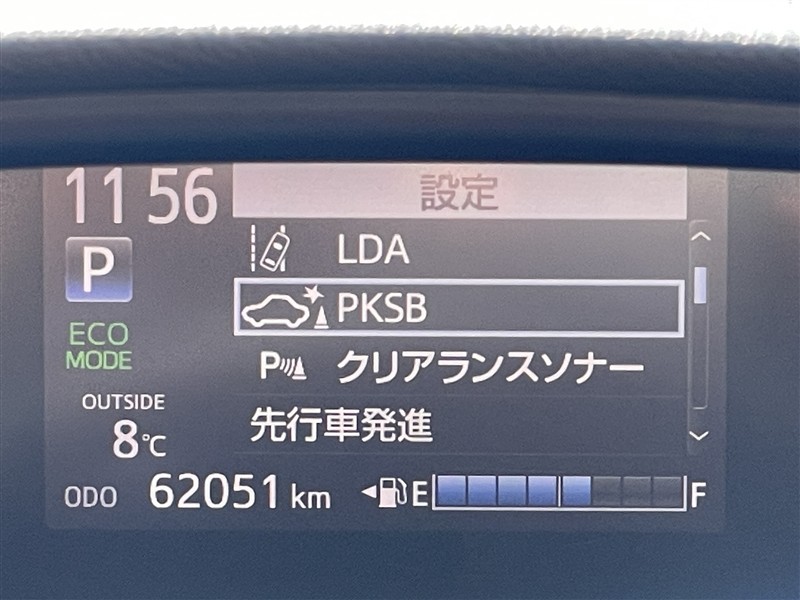 11 56
設定
P
LDA
PKSB
ECO
MODE
P クリアランスソナー
OUTSIDE
8℃
先行車発進
ODO 62051 km
E F